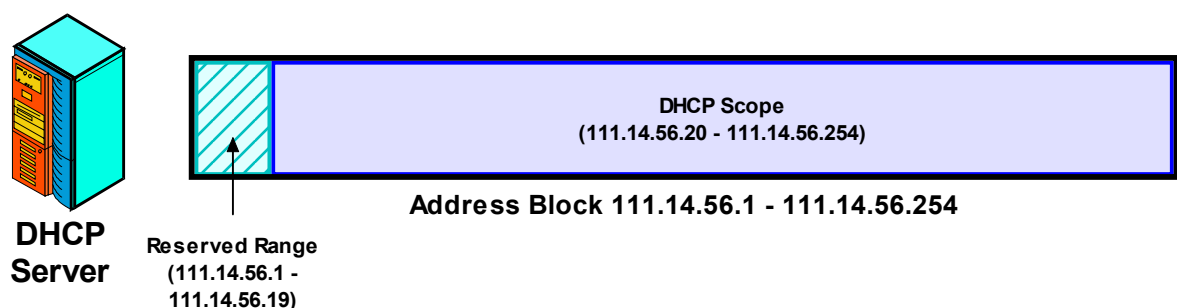 DHCP Scope
(111.14.56.20 - 111.14.56.254)
Address Block 111.14.56.1 - 111.14.56.254
DHCP
Server
Reserved Range
(111.14.56.1 -
111.14.56.19)